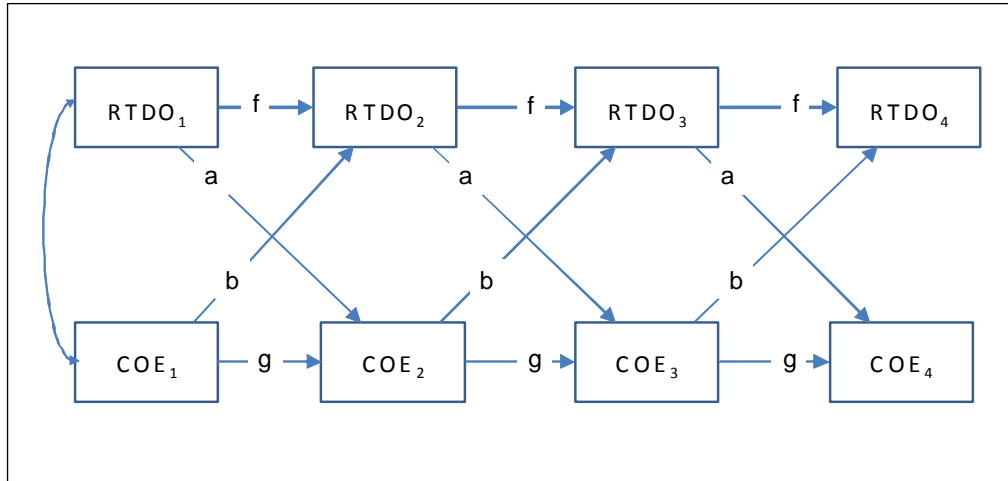 RTDO₁ f RTDO₂ f RTDO₃ f RTDO₄
a a a
b b b
COE₁ g COE₂ g COE₃ g COE₄